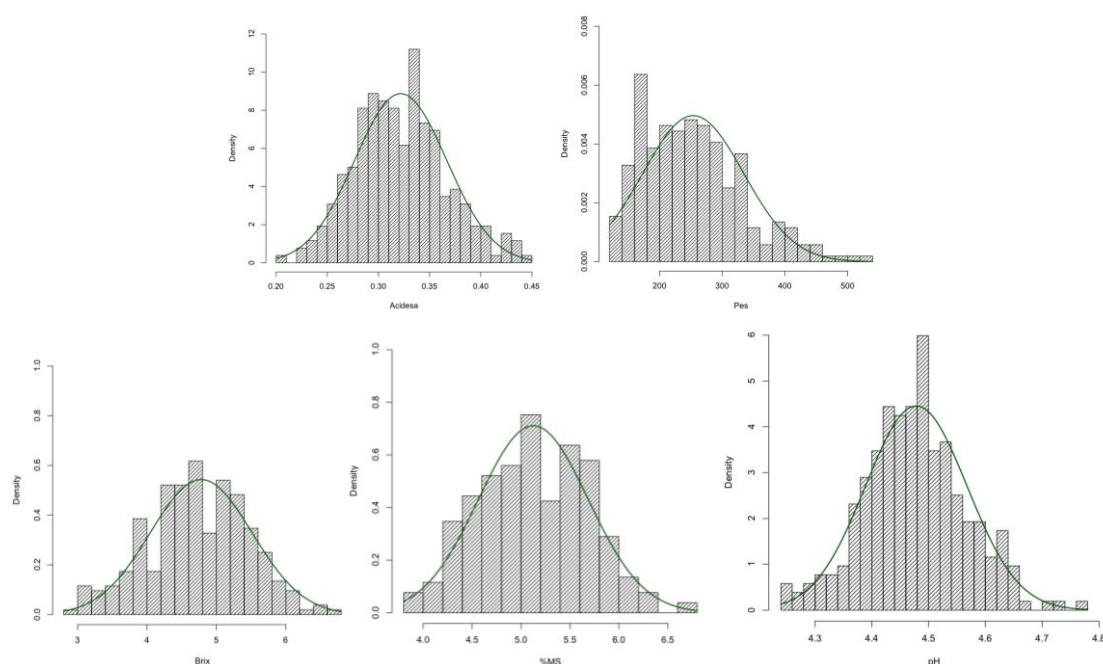 Density
0 2 4 6 8 10 12
0.20 0.25 0.30 0.35 0.40 0.45
Acidesa
Density
0.000 0.002 0.004 0.006 0.008
200 300 400 500
Pes
Density
0.0 0.2 0.4 0.6 0.8 1.0
3 4 5 6
Brix
Density
0.0 0.2 0.4 0.6 0.8 1.0
4.0 4.5 5.0 5.5 6.0 6.5
%MS
Density
0 1 2 3 4 5 6
4.3 4.4 4.5 4.6 4.7 4.8
pH